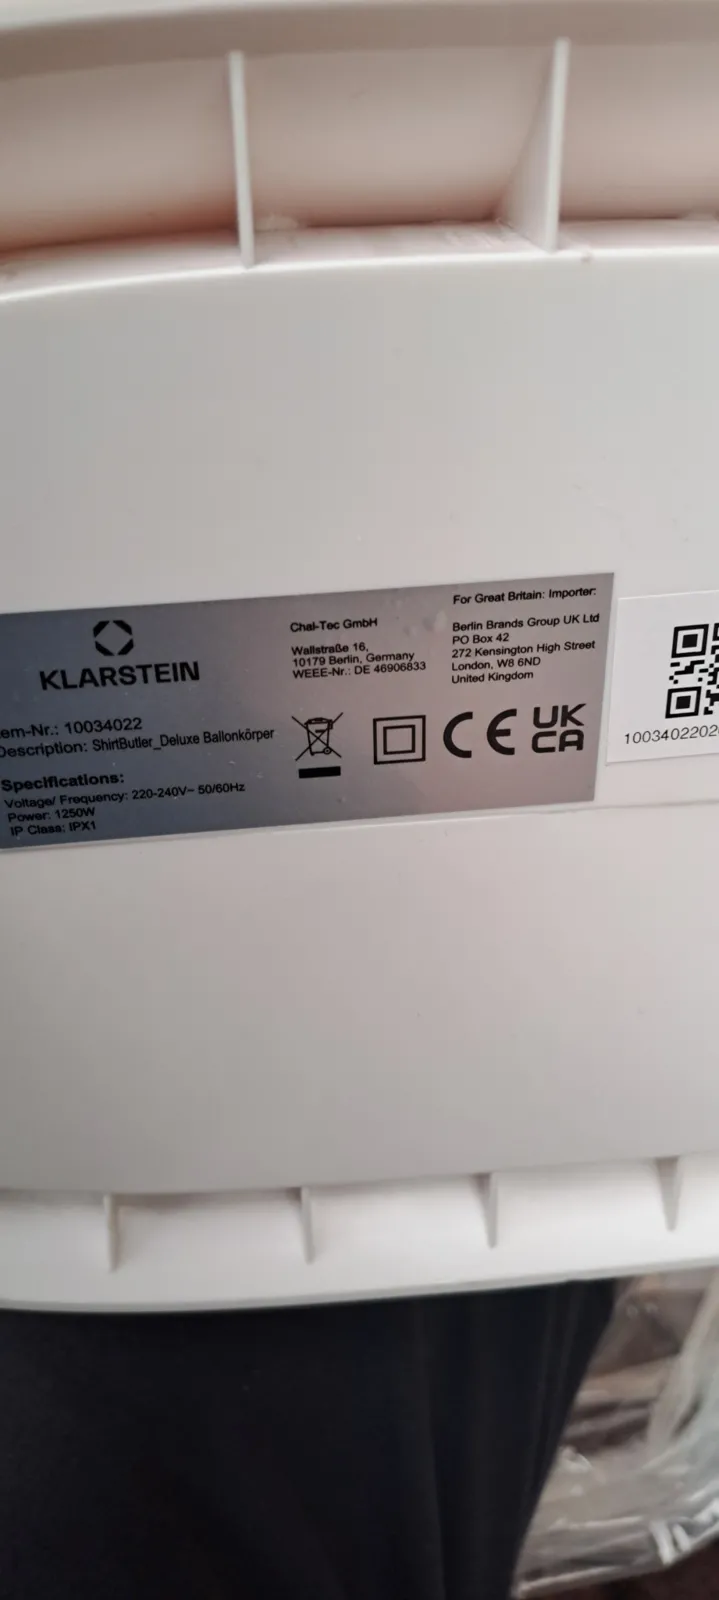 KLARSTEIN
em-Nr.: 10034022
Description: ShirtButler_Deluxe Ballonkörper
Specifications:
Voltage/ Frequency: 220-240V~ 50/60Hz
Power: 1250W
IP Class: IPX1
Chal-Tec GmbH
Wallstraße 16,
10179 Berlin, Germany
WEEE-Nr.: DE 46906833
For Great Britain: Importer:
Berlin Brands Group UK Ltd
PO Box 42
272 Kensington High Street
London, W8 6ND
United Kingdom
CE
UK
CA
1003402202